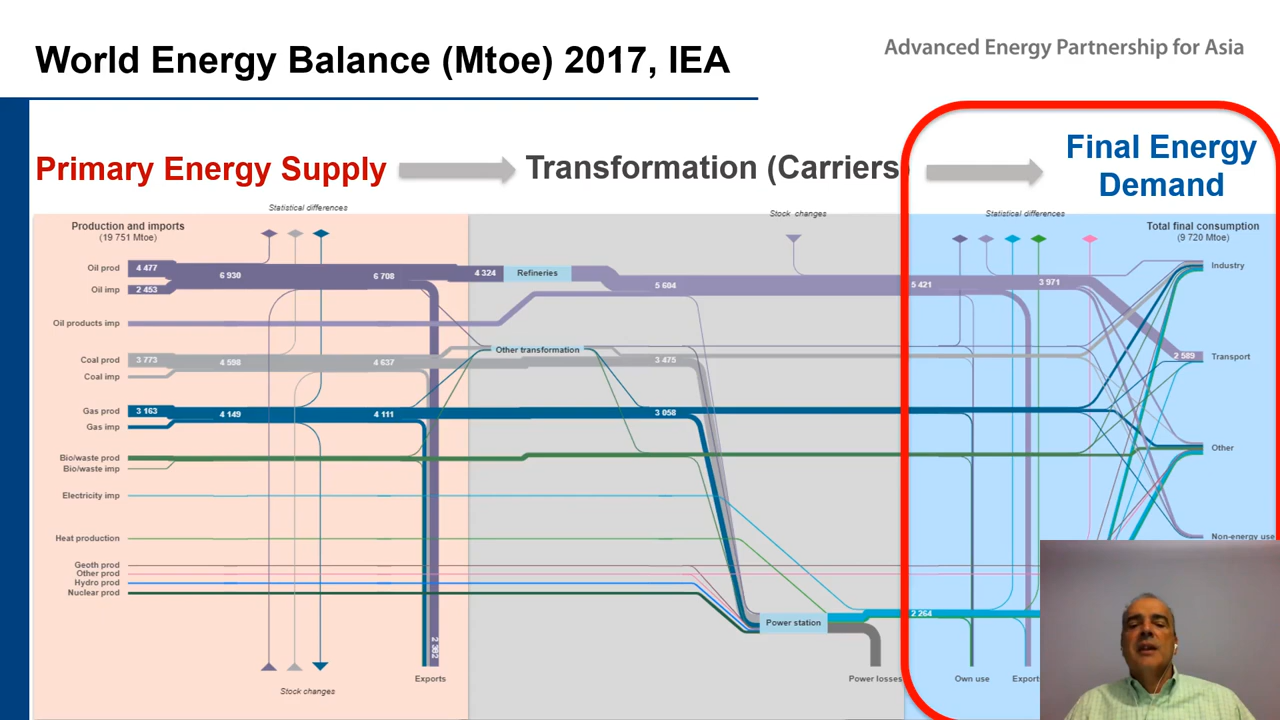 World Energy Balance (Mtoe) 2017, IEA
Advanced Energy Partnership for Asia
Primary Energy Supply
Transformation (Carriers)
Final Energy
Demand
Statistical differences
Stock changes
Statistical differences
Production and imports
(19 751 Mtoe)
Total final consumption
(9 720 Mtoe)
Oil prod
4 477
6 930
6 708
4 324
Refineries
5 604
5 421
3 971
Industry
Oil imp
2 453
Oil products imp
Other transformation
Coal prod
3 773
4 598
4 637
3 475
2 589
Transport
Coal imp
Gas prod
3 163
4 149
4 111
3 058
Gas imp
Other
Bio/waste prod
Bio/waste imp
Electricity imp
Heat production
Non-energy use
Geoth prod
Other prod
Hydro prod
Nuclear prod
Power station
2 264
2 382
Exports
Power losses
Own use
Export
Stock changes